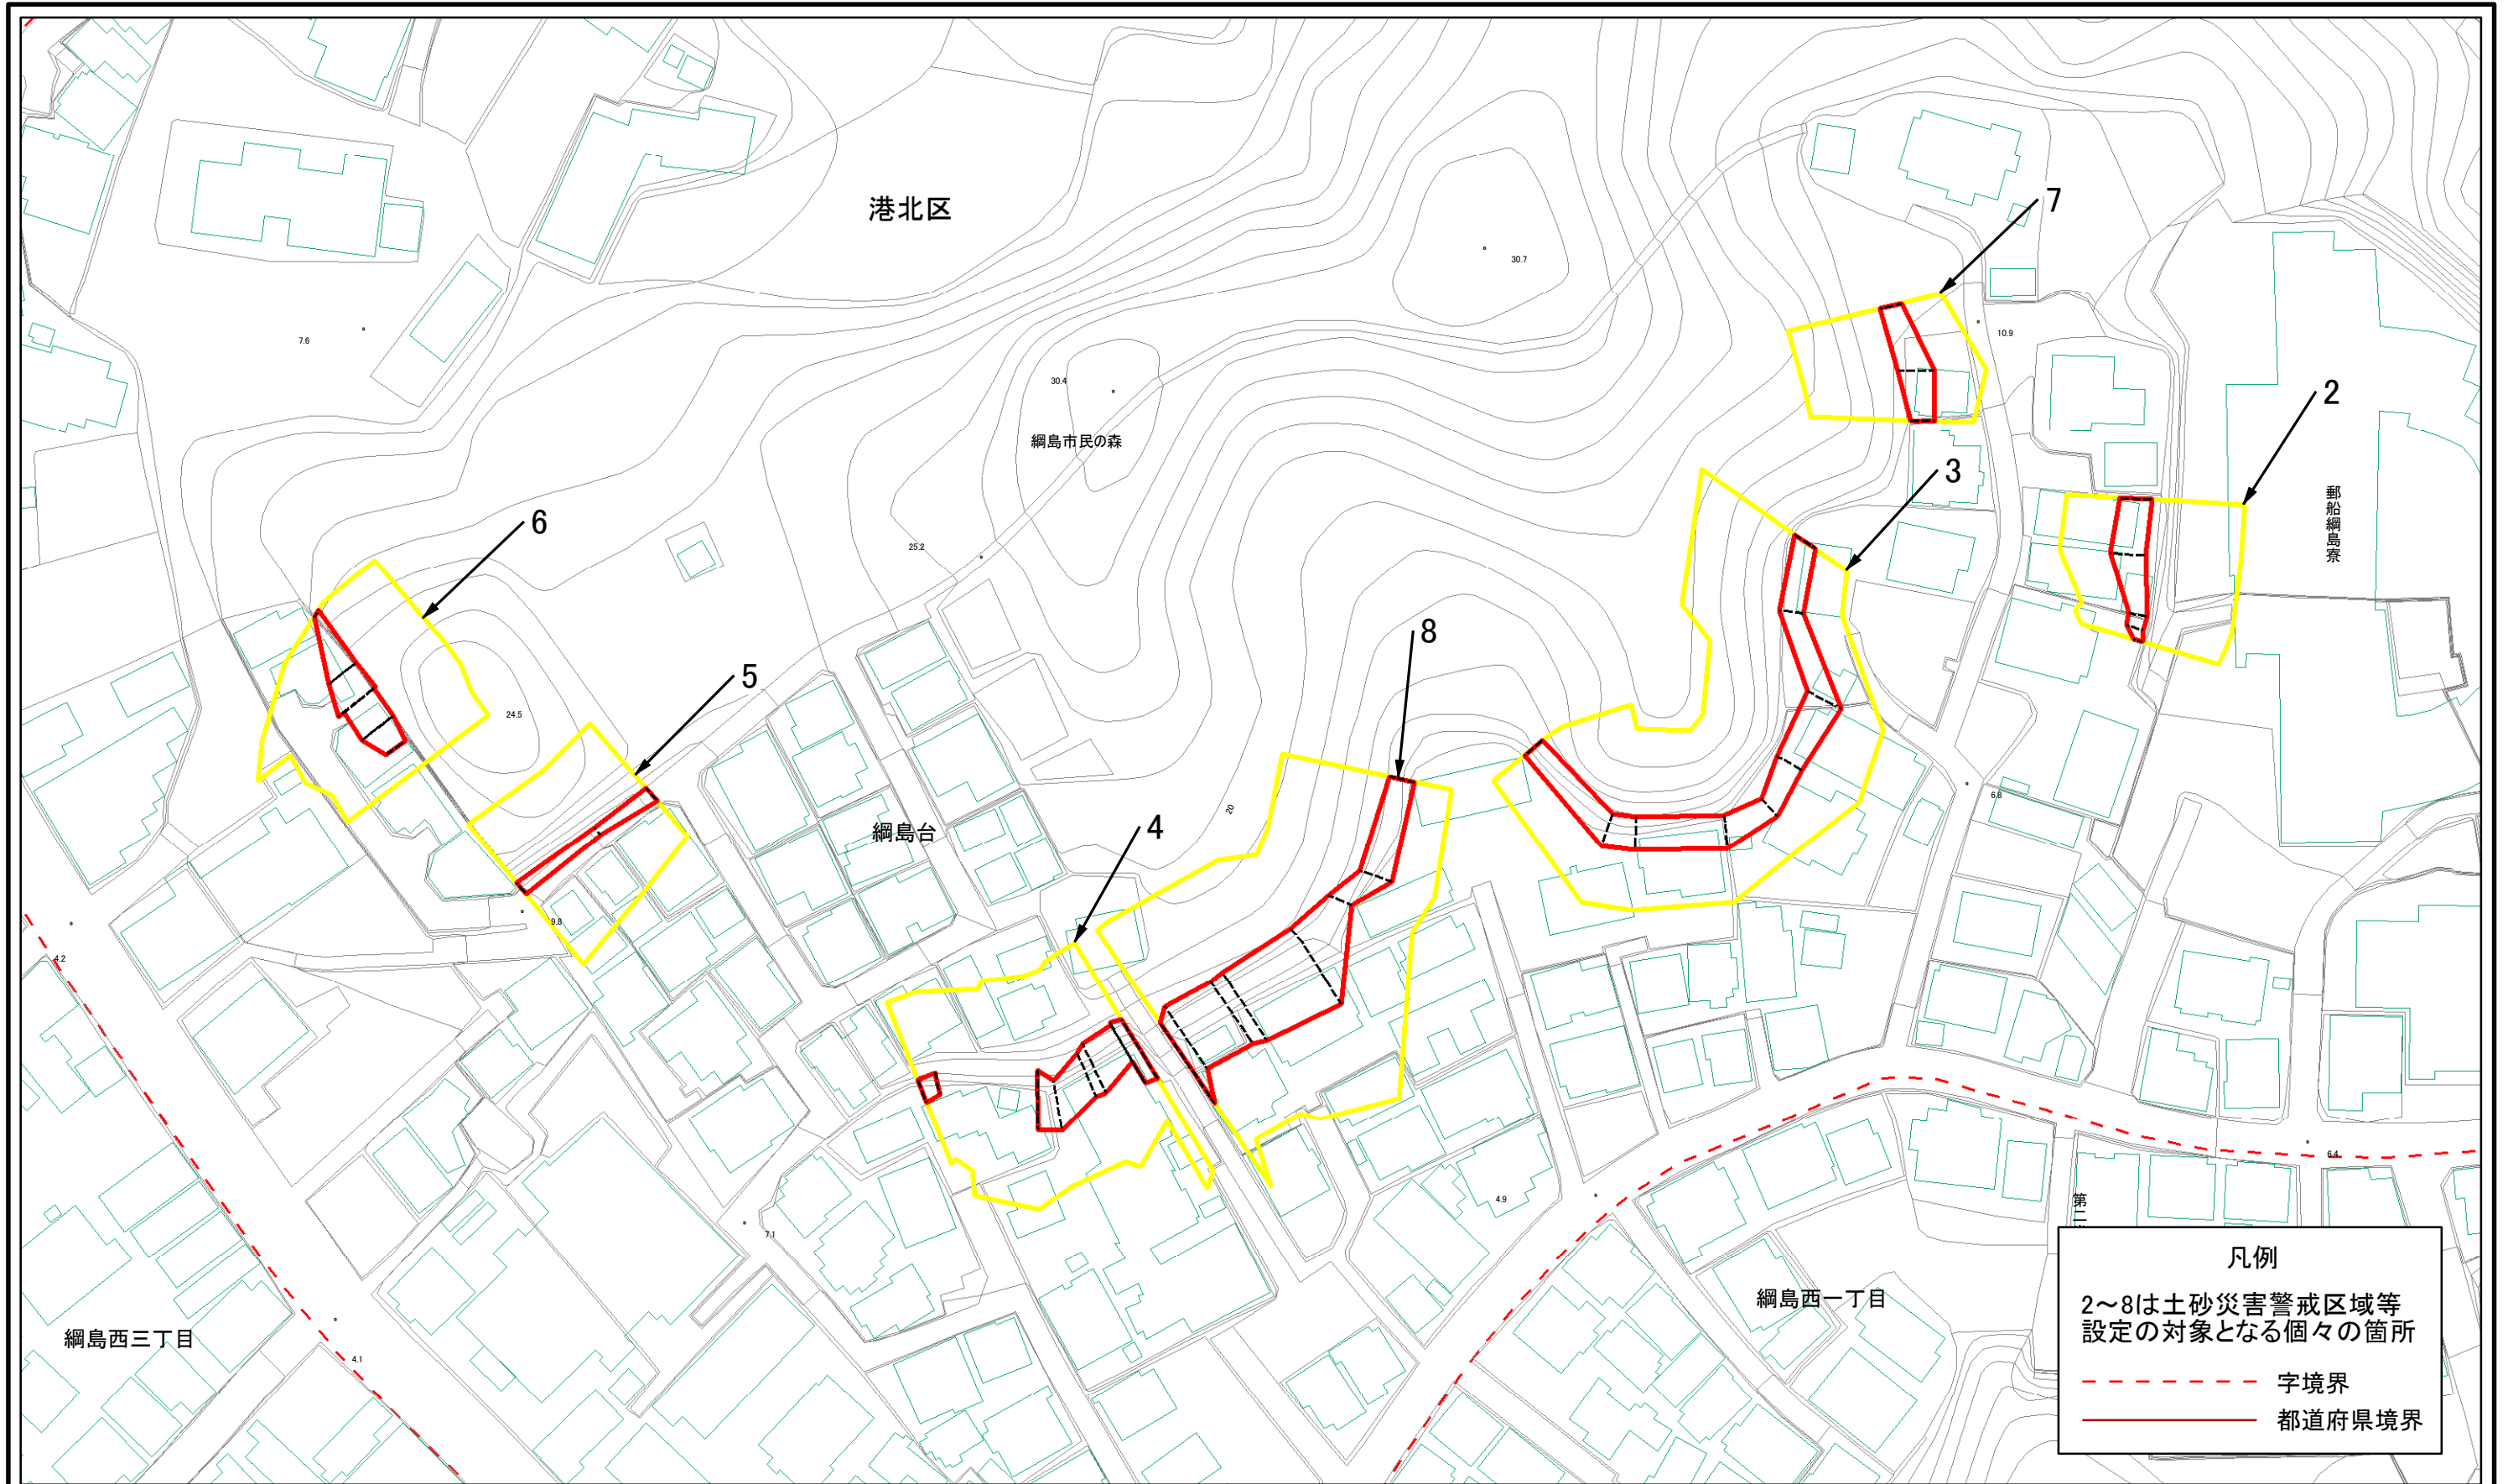 港北区
7
30.7
7.6
10.9
30.4
2
綱島市民の森
3
郵船綱島寮
6
25.2
8
5
24.5
6.8
20
綱島台
4
9.8
4.2
6.4
4.9
第二
7.1
凡例
2～8は土砂災害警戒区域等
設定の対象となる個々の箇所
字境界
都道府県境界
綱島西一丁目
綱島西三丁目
4.1